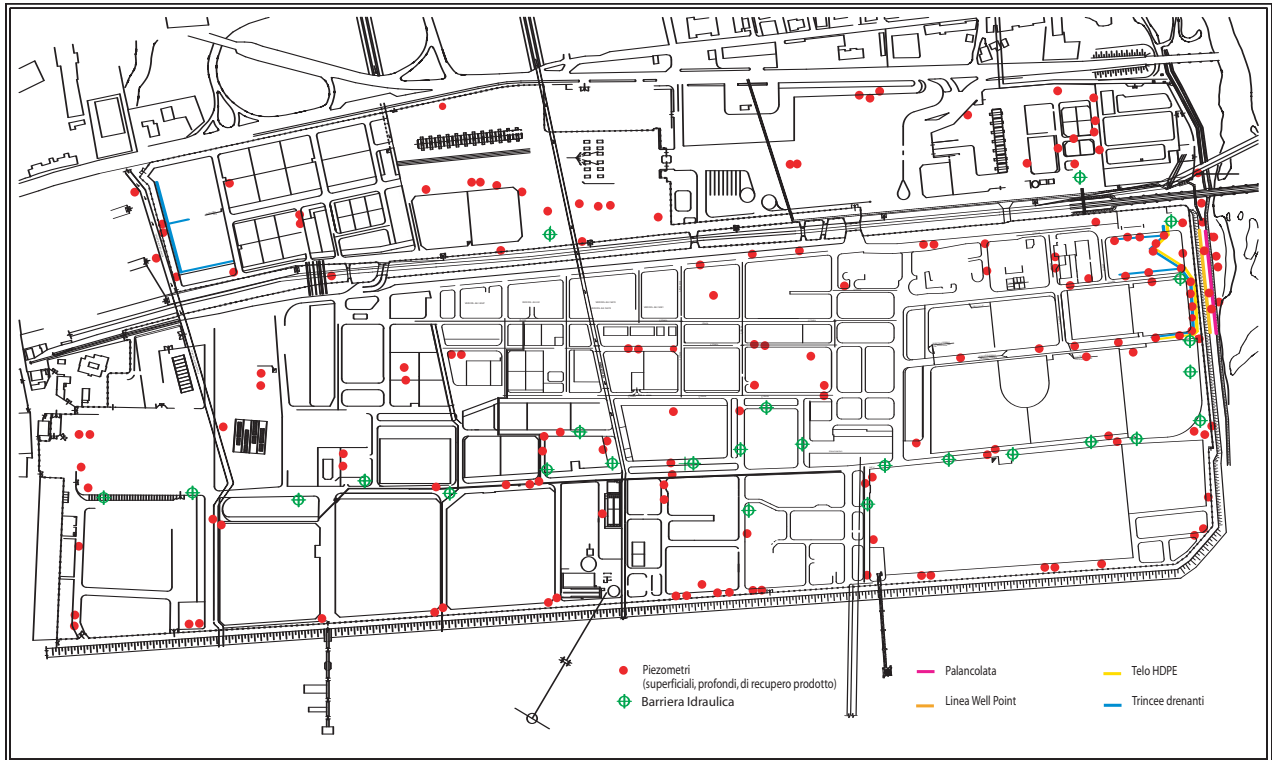 Piezometri
(superficiali, profondi, di recupero prodotto)
Barriera Idraulica
Palancolata
Linea Well Point
Telo HDPE
Trincee drenanti